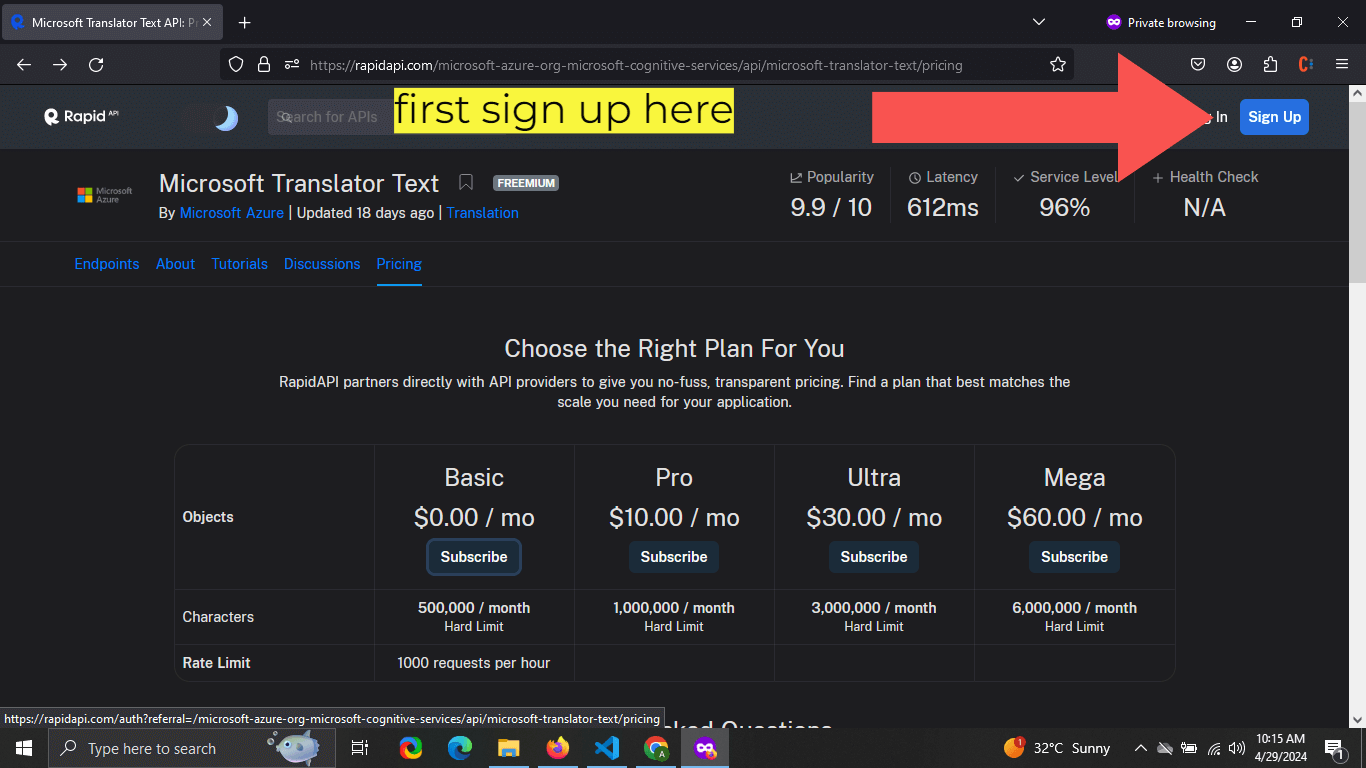 Microsoft Translator Text API: Pr
Private browsing
https://rapidapi.com/microsoft-azure-org-microsoft-cognitive-services/api/microsoft-translator-text/pricing
Rapid API
Search for APIs
first sign up here
In
Sign Up
Microsoft Azure
Microsoft Translator Text
FREEMIUM
By Microsoft Azure | Updated 18 days ago | Translation
Popularity
9.9 / 10
Latency
612ms
Service Level
96%
Health Check
N/A
Endpoints About Tutorials Discussions Pricing
Choose the Right Plan For You
RapidAPI partners directly with API providers to give you no-fuss, transparent pricing. Find a plan that best matches the
scale you need for your application.
Objects
Basic
$0.00 / mo
Subscribe
Pro
$10.00 / mo
Subscribe
Ultra
$30.00 / mo
Subscribe
Mega
$60.00 / mo
Subscribe
Characters
500,000 / month
Hard Limit
1,000,000 / month
Hard Limit
3,000,000 / month
Hard Limit
6,000,000 / month
Hard Limit
Rate Limit
1000 requests per hour
Questions
https://rapidapi.com/auth?referral=/microsoft-azure-org-microsoft-cognitive-services/api/microsoft-translator-text/pricing
Type here to search
1
32°C Sunny
10:15 AM
4/29/2024
1